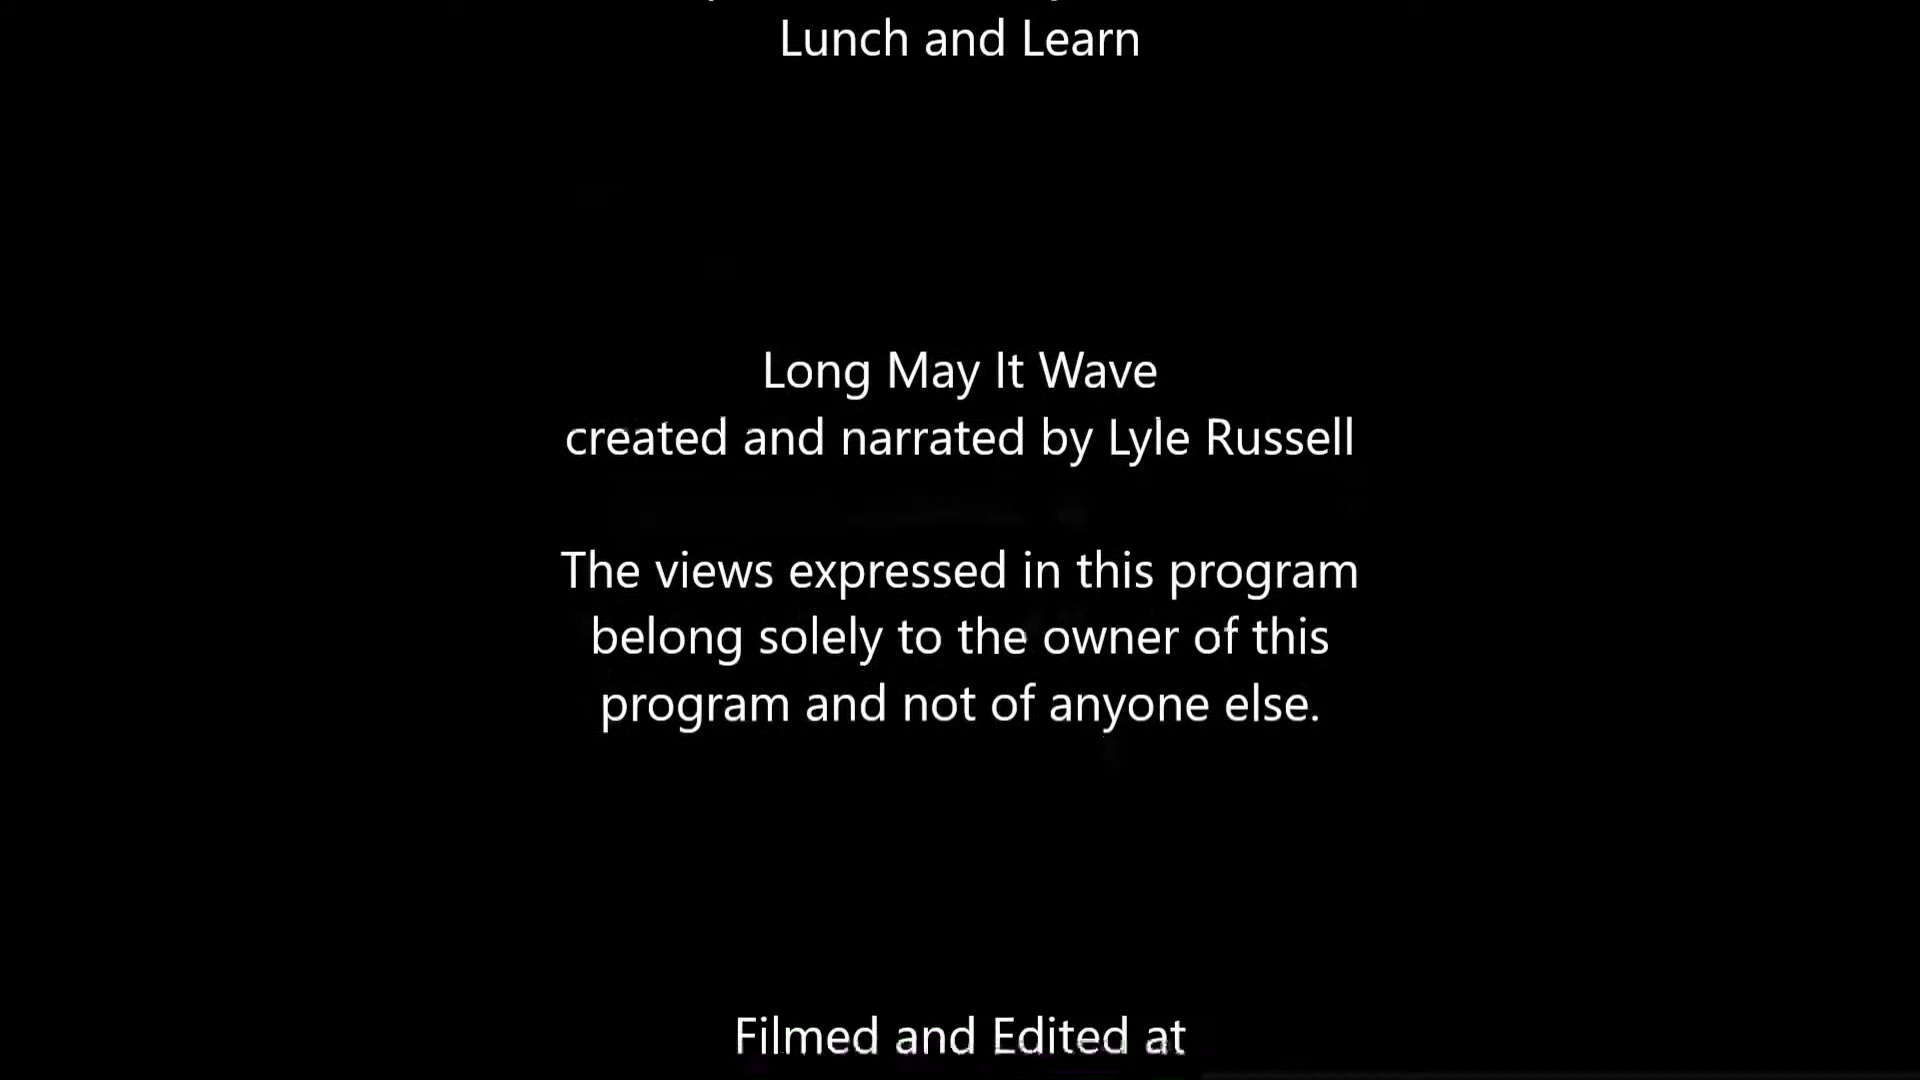 Lunch and Learn
Long May It Wave
created and narrated by Lyle Russell
The views expressed in this program
belong solely to the owner of this
program and not of anyone else.
Filmed and Edited at